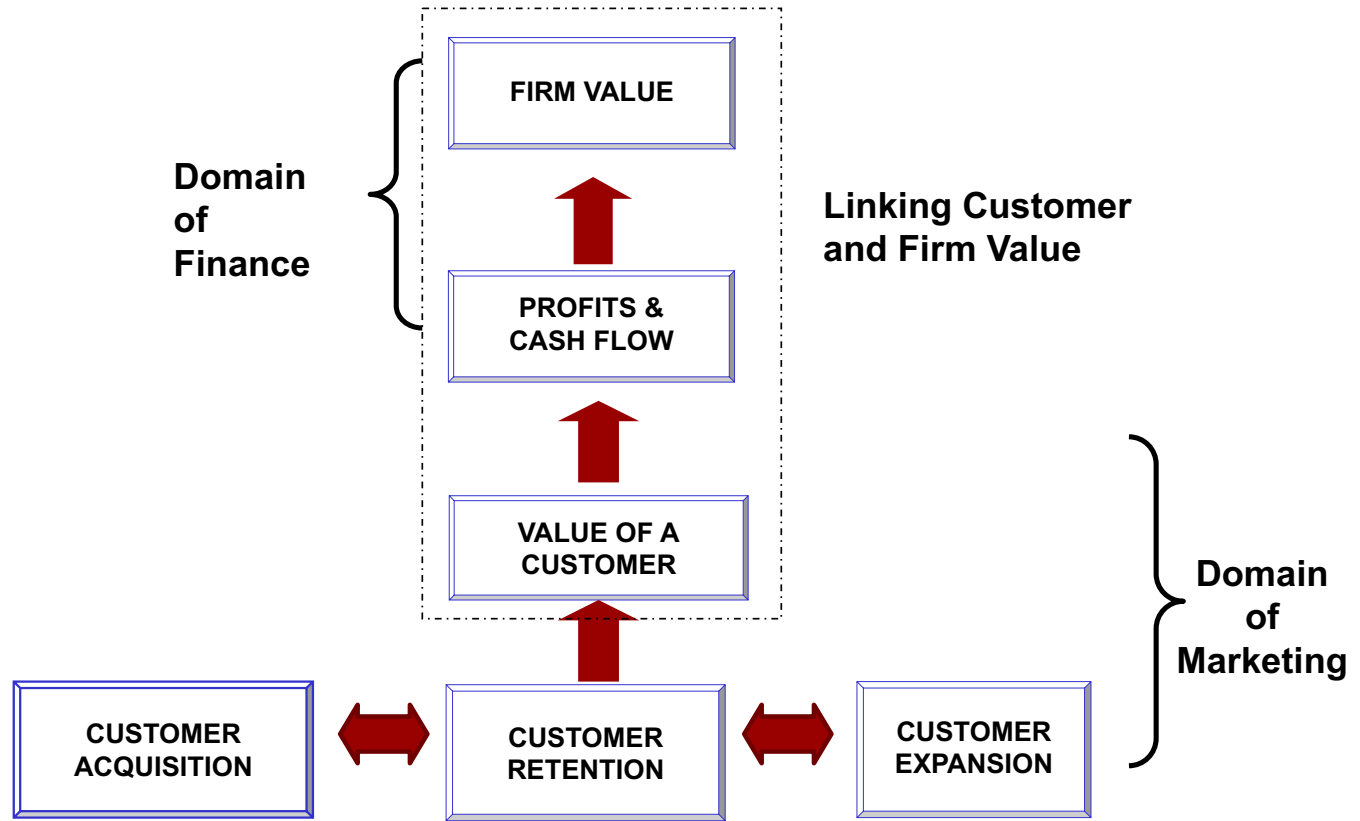 FIRM VALUE
Domain
of
Finance
Linking Customer
and Firm Value
PROFITS &
CASH FLOW
VALUE OF A
CUSTOMER
Domain
of
Marketing
CUSTOMER
ACQUISITION
CUSTOMER
RETENTION
CUSTOMER
EXPANSION